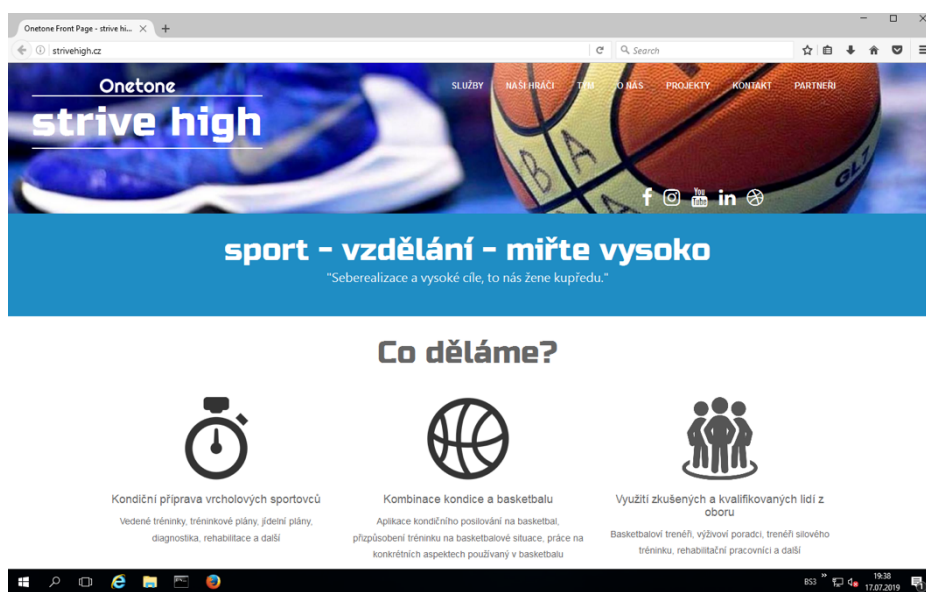 Onetone Front Page - strive hi...
strivehigh.cz
Search
Onetone
strive high
SLUŽBY NAŠI HRÁČI TÝM O NÁS PROJEKTY KONTAKT PARTNEŘI
B A A
GL7
You
Tube
sport - vzdělání - miřte vysoko
"Seberealizace a vysoké cíle, to nás žene kupředu."
Co děláme?
Kondiční příprava vrcholových sportovců
Vedené tréninky, tréninkové plány, jídelní plány,
diagnostika, rehabilitace a další
Kombinace kondice a basketbalu
Aplikace kondičního posilování na basketbal,
přizpůsobení tréninku na basketbalové situace, práce na
konkrétních aspektech používaný v basketbalu
Využití zkušených a kvalifikovaných lidí z
oboru
Basketbaloví trenéři, výživoví poradci, trenéři silového
tréninku, rehabilitační pracovníci a další
BS3
19:38
17.07.2019